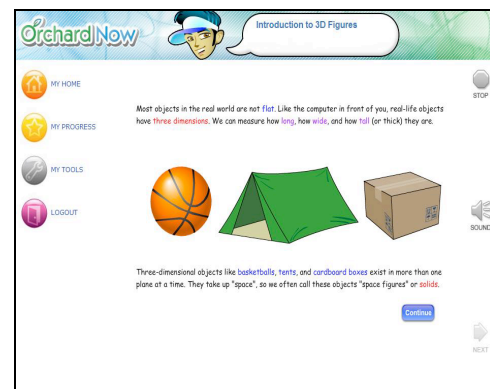 Orchard Now
Introduction to 3D Figures
MY HOME
MY PROGRESS
MY TOOLS
LOGOUT
STOP
Most objects in the real world are not flat. Like the computer in front of you, real-life objects
have three dimensions. We can measure how long, how wide, and how tall (or thick) they are.
SOUND
Three-dimensional objects like basketballs, tents, and cardboard boxes exist in more than one
plane at a time. They take up "space", so we often call these objects "space figures" or solids.
Continue
NEXT